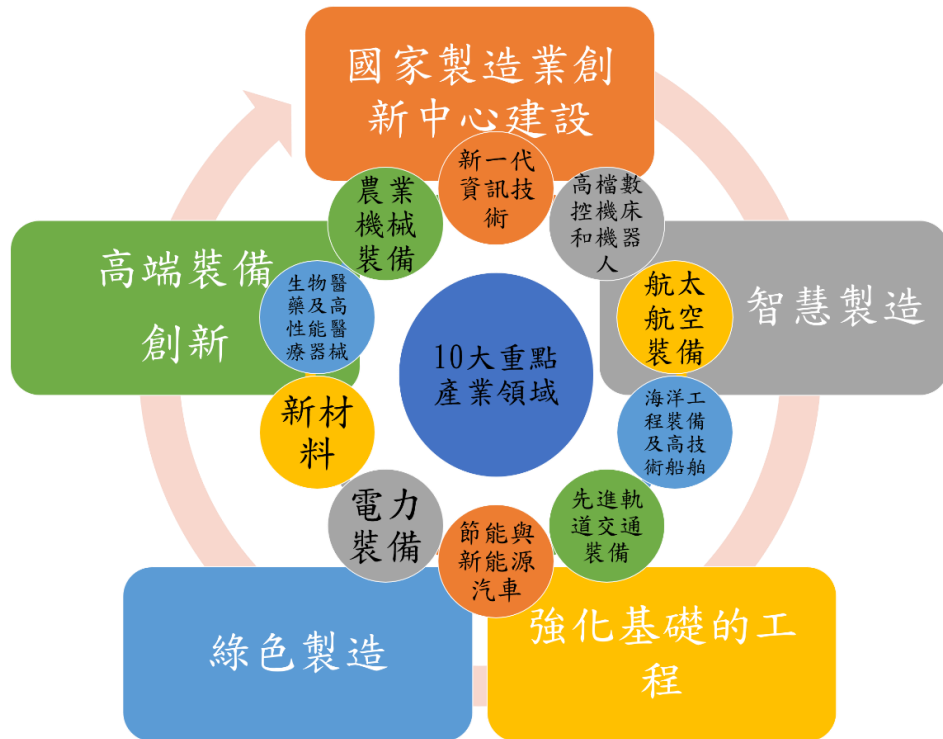 國家製造業創
新中心建設
新一代
資訊技
術
高檔數
控機床
和機器
人
農業
機械
裝備
高端裝備
創新
生物醫
藥及高
性能醫
療器械
航太
航空
裝備
智慧製造
10大重點
產業領域
新材
料
海洋工
程裝備
及高技
術船舶
電力
裝備
節能與
新能源
汽車
先進軌
道交通
裝備
綠色製造
強化基礎的工
程